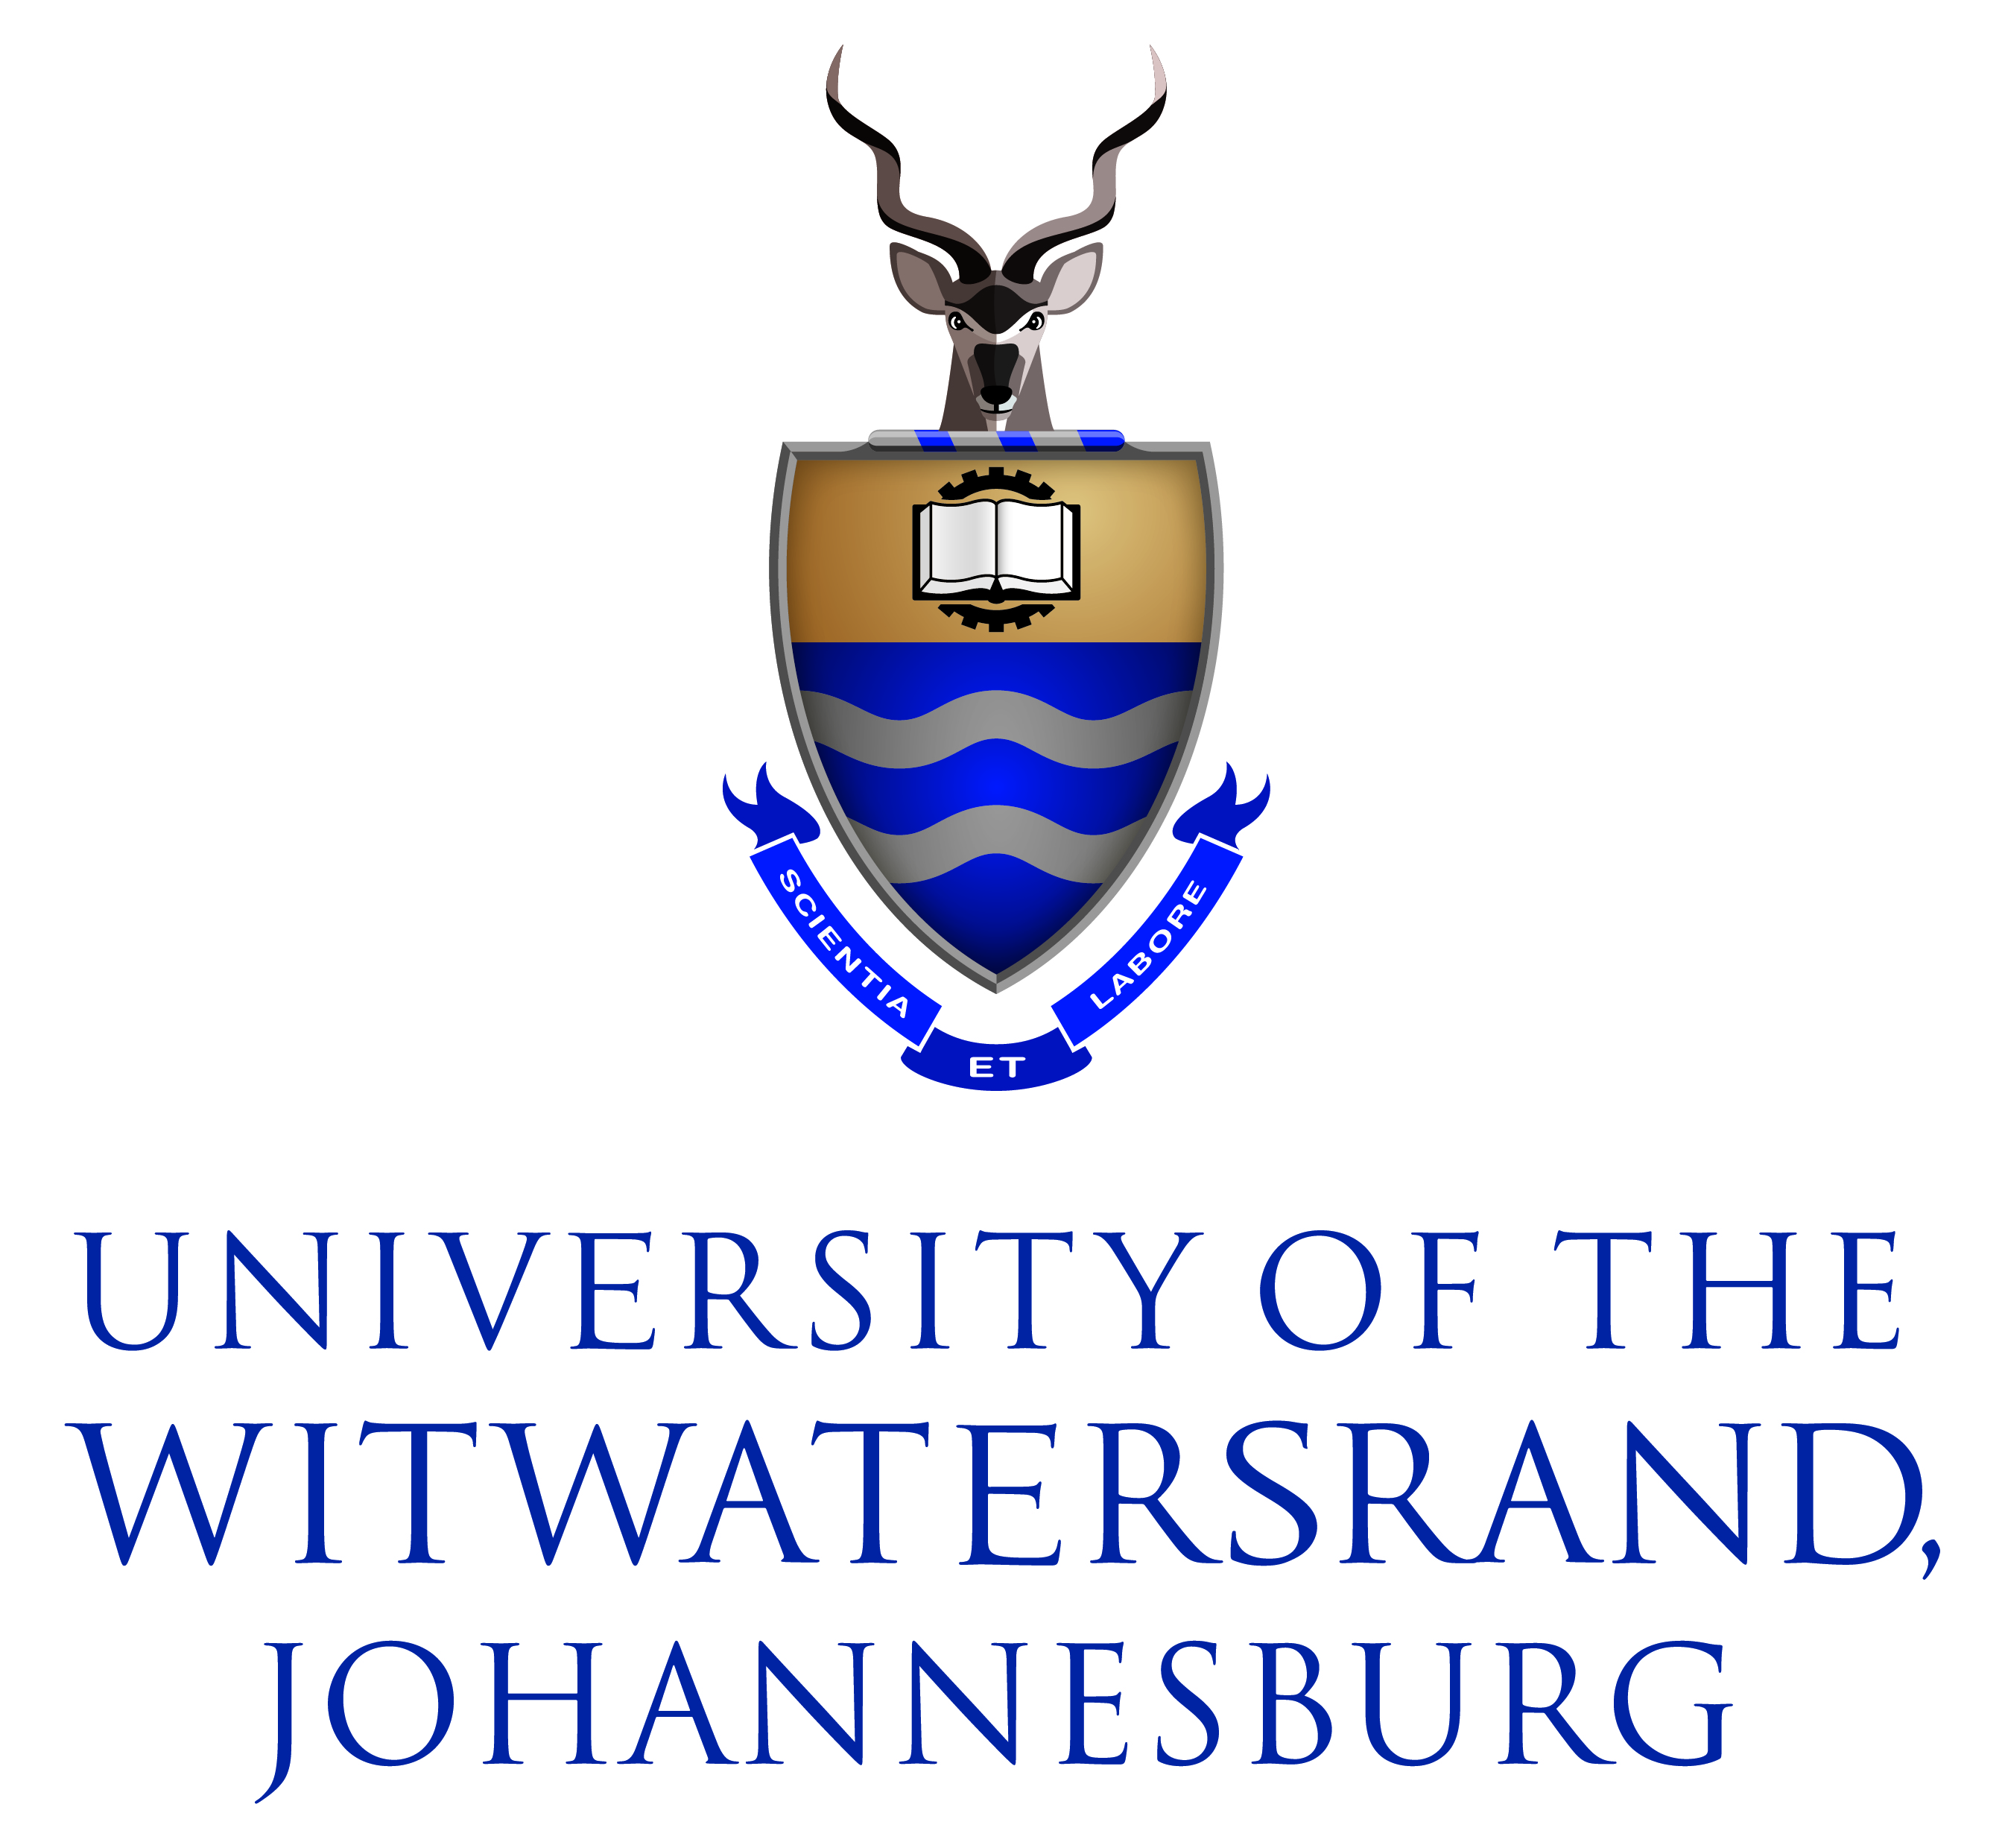 SCIENTIA
ET
LABORE
UNIVERSITY OF THE
WITWATERSRAND,
JOHANNESBURG